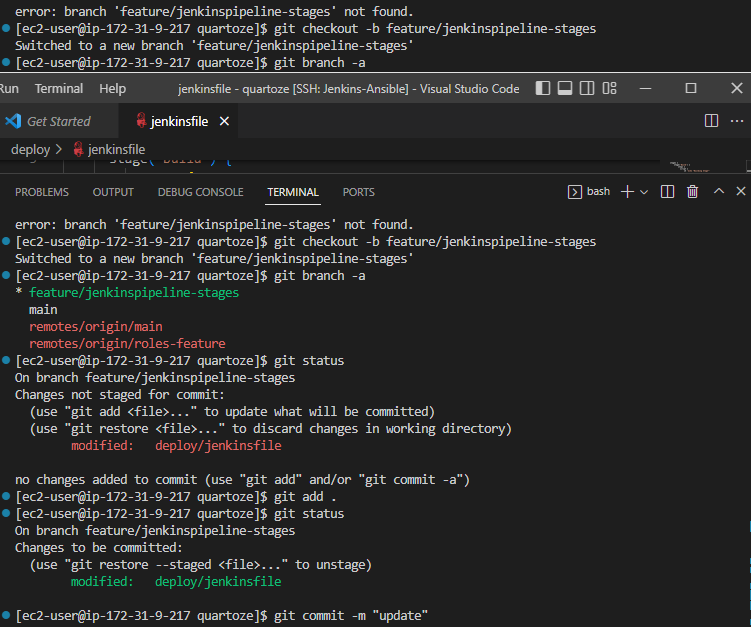 error: branch 'feature/jenkinspipeline-stages' not found.
[ec2-user@ip-172-31-9-217 quartoze]$ git checkout -b feature/jenkinspipeline-stages
Switched to a new branch 'feature/jenkinspipeline-stages'
[ec2-user@ip-172-31-9-217 quartoze]$ git branch -a
Run Terminal Help jenkinsfile - quartoze [SSH: Jenkins-Ansible] - Visual Studio Code
Get Started jenkinsfile
deploy > jenkinsfile
PROBLEMS OUTPUT DEBUG CONSOLE TERMINAL PORTS bash
error: branch 'feature/jenkinspipeline-stages' not found.
[ec2-user@ip-172-31-9-217 quartoze]$ git checkout -b feature/jenkinspipeline-stages
Switched to a new branch 'feature/jenkinspipeline-stages'
[ec2-user@ip-172-31-9-217 quartoze]$ git branch -a
* feature/jenkinspipeline-stages
main
remotes/origin/main
remotes/origin/roles-feature
[ec2-user@ip-172-31-9-217 quartoze]$ git status
On branch feature/jenkinspipeline-stages
Changes not staged for commit:
(use "git add <file>..." to update what will be committed)
(use "git restore <file>..." to discard changes in working directory)
modified: deploy/jenkinsfile
no changes added to commit (use "git add" and/or "git commit -a")
[ec2-user@ip-172-31-9-217 quartoze]$ git add .
[ec2-user@ip-172-31-9-217 quartoze]$ git status
On branch feature/jenkinspipeline-stages
Changes to be committed:
(use "git restore --staged <file>..." to unstage)
modified: deploy/jenkinsfile
[ec2-user@ip-172-31-9-217 quartoze]$ git commit -m "update"